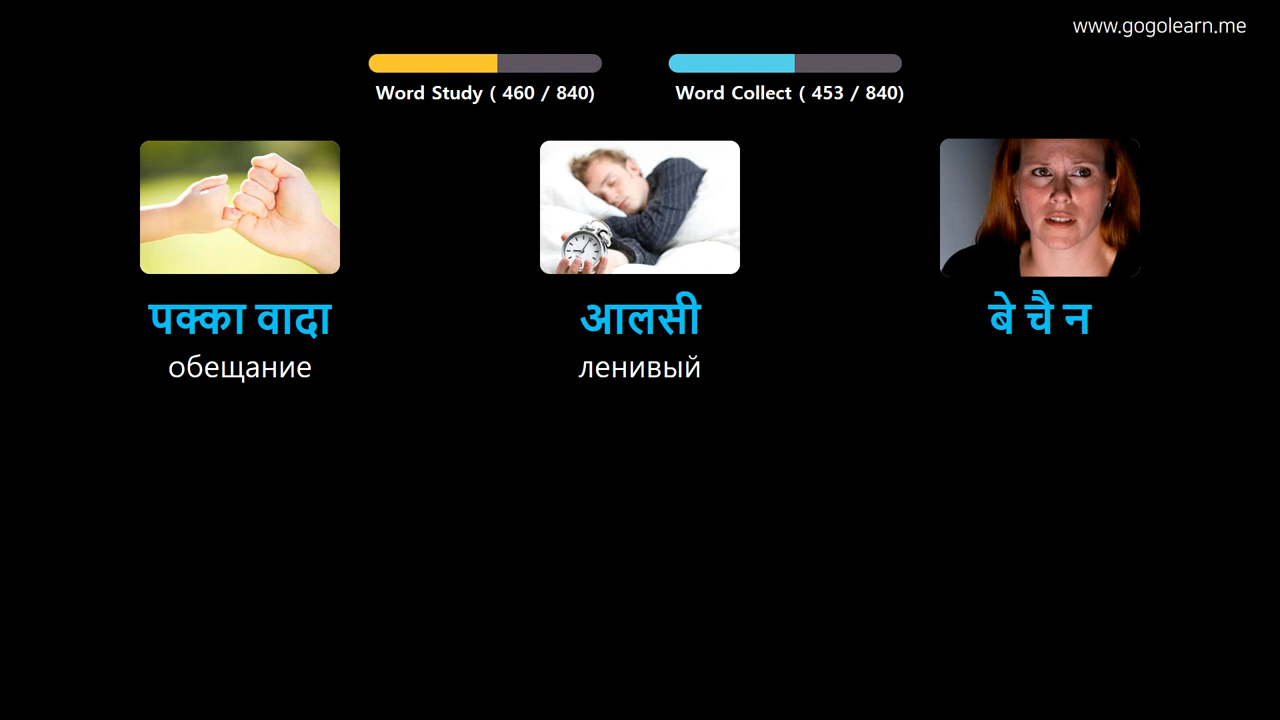 www.gogolearn.me
Word Study ( 460 / 840)
Word Collect ( 453 / 840)
पक्का वादा
आलसी
बे चै न
обещание
ленивый